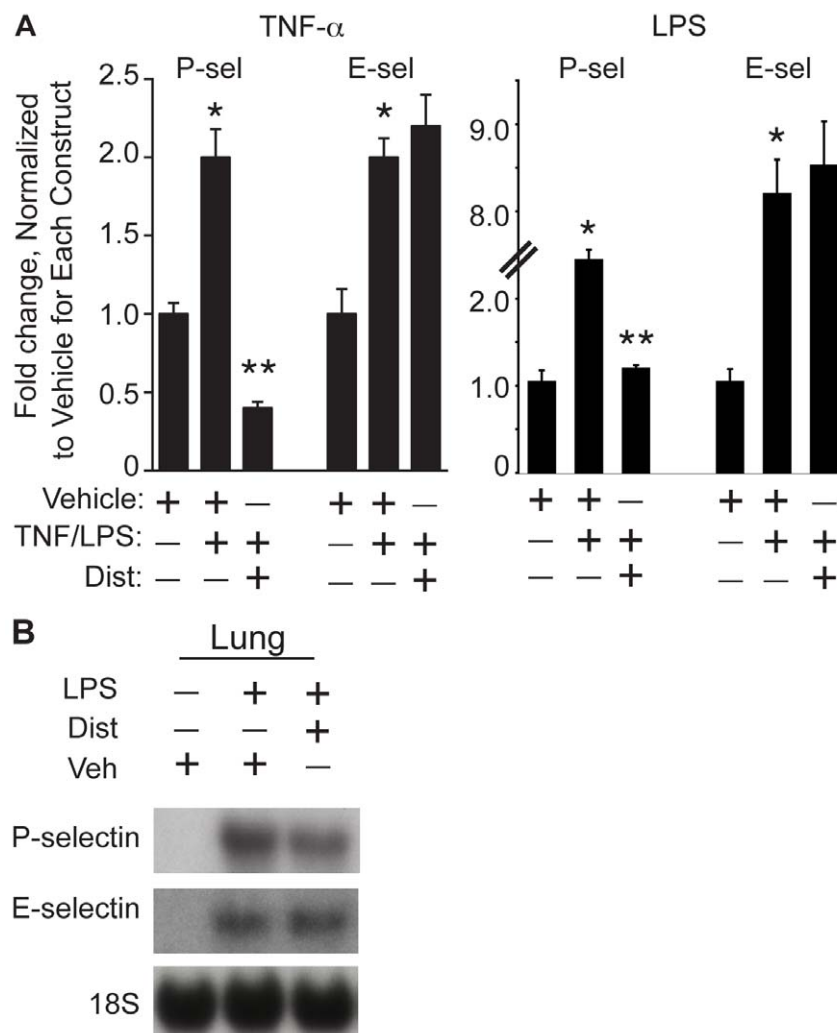 A
TNF-α LPS
P-sel E-sel P-sel E-sel
Fold change, Normalized
to Vehicle for Each Construct
2.5
2.0
1.5
1.0
0.5
0
* ** *
9.0
8.0
2.0
1.0
0
* ** *
Vehicle: + + — + + — + + — + + —
TNF/LPS: — + + — + + — + + — + +
Dist: — — + — — + — — + — — +
B
Lung
LPS — + +
Dist — — +
Veh + + —
P-selectin
E-selectin
18S